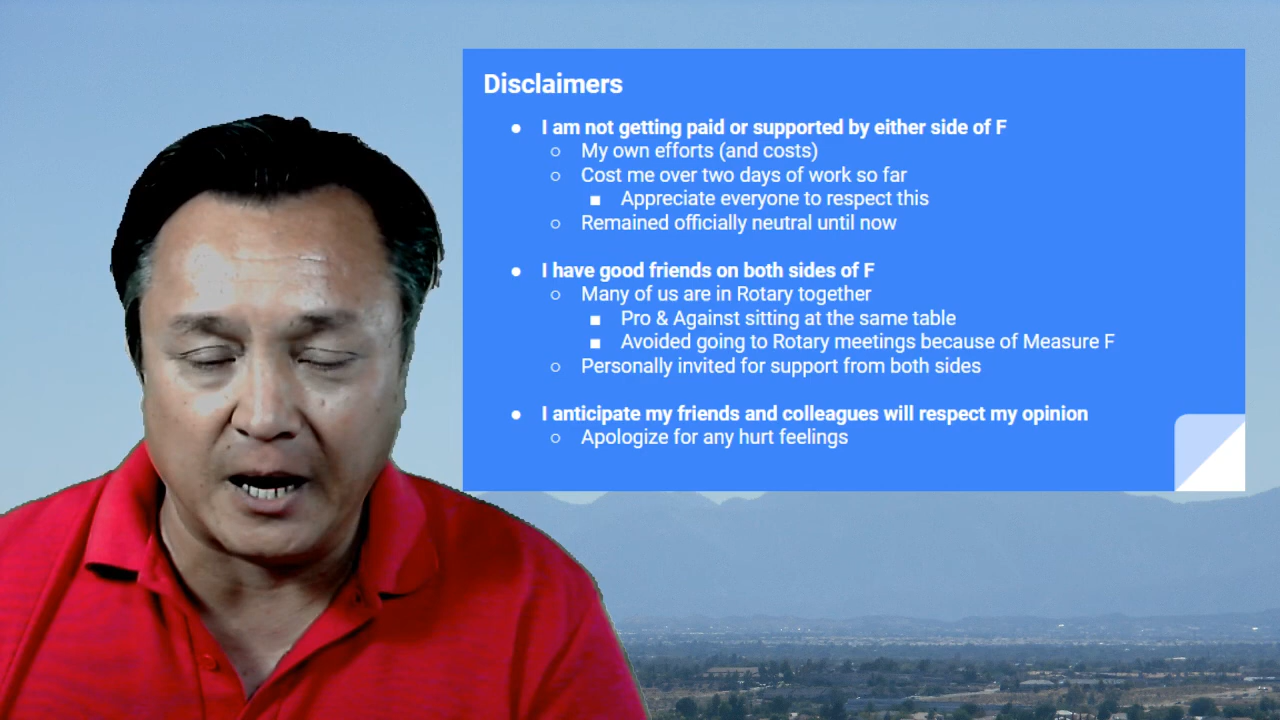 Disclaimers
● I am not getting paid or supported by either side of F
○ My own efforts (and costs)
○ Cost me over two days of work so far
■ Appreciate everyone to respect this
○ Remained officially neutral until now
● I have good friends on both sides of F
○ Many of us are in Rotary together
■ Pro & Against sitting at the same table
■ Avoided going to Rotary meetings because of Measure F
○ Personally invited for support from both sides
● I anticipate my friends and colleagues will respect my opinion
○ Apologize for any hurt feelings